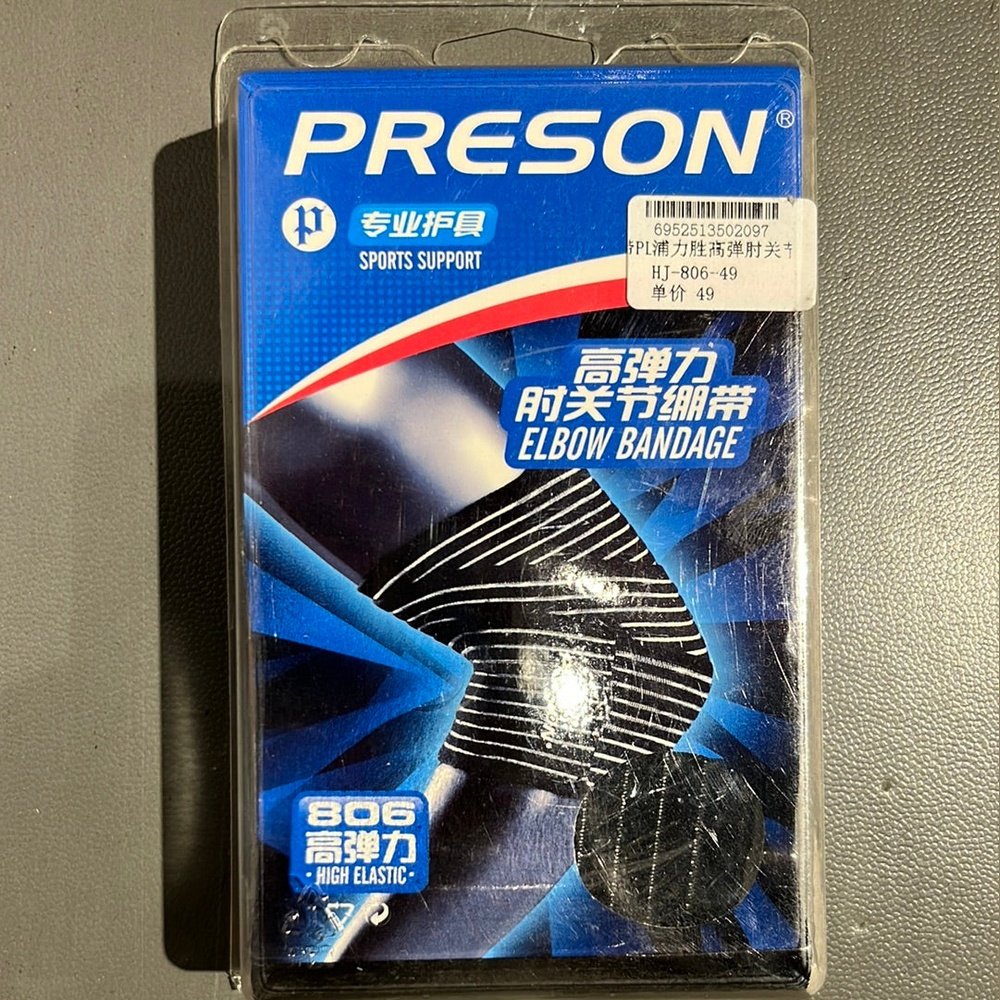 PRESON®
P
专业护具
SPORTS SUPPORT
6952513502097
PL浦力胜高弹肘关
HJ-806-49
单价 49
高弹力
肘关节绷带
ELBOW BANDAGE
806
高弹力
·HIGH ELASTIC·